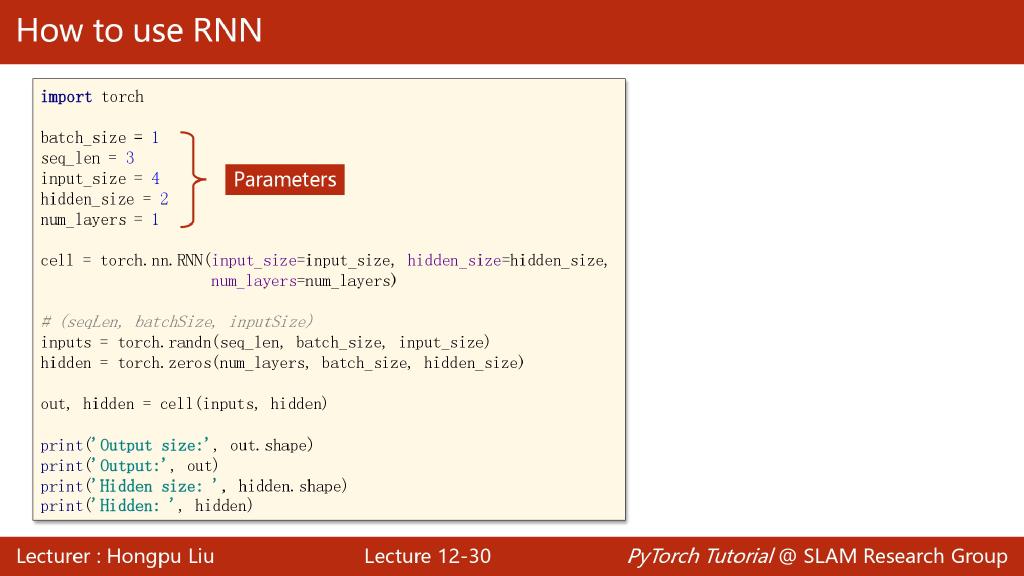 How to use RNN
import torch
batch_size = 1
seq_len = 3
input_size = 4
hidden_size = 2
num_layers = 1
Parameters
cell = torch.nn.RNN(input_size=input_size, hidden_size=hidden_size,
num_layers=num_layers)
# (seqLen, batchSize, inputSize)
inputs = torch.randn(seq_len, batch_size, input_size)
hidden = torch.zeros(num_layers, batch_size, hidden_size)
out, hidden = cell(inputs, hidden)
print('Output size:', out.shape)
print('Output:', out)
print('Hidden size: ', hidden.shape)
print('Hidden: ', hidden)
Lecturer : Hongpu Liu
Lecture 12-30
PyTorch Tutorial @ SLAM Research Group